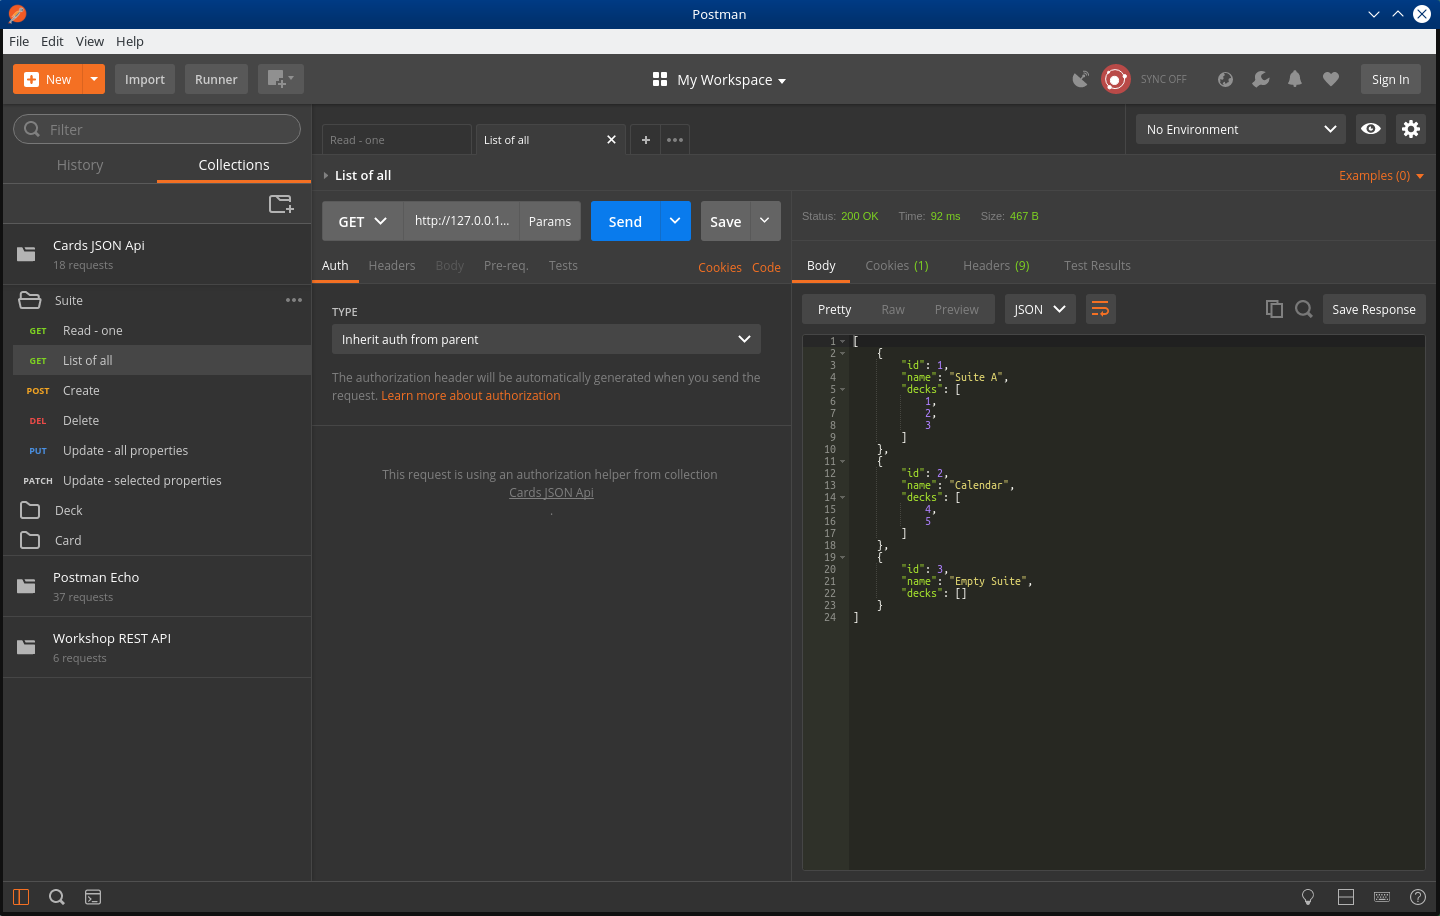 Postman
File Edit View Help
New Import Runner My Workspace SYNC OFF Sign In
Filter
History Collections
Cards JSON Api
18 requests
Suite
GET Read - one
GET List of all
POST Create
DEL Delete
PUT Update - all properties
PATCH Update - selected properties
Deck
Card
Postman Echo
37 requests
Workshop REST API
6 requests
Read - one List of all
No Environment
List of all
Examples (0)
GET http://127.0.0.1... Params Send Save
Auth Headers Body Pre-req. Tests Cookies Code
TYPE
Inherit auth from parent
The authorization header will be automatically generated when you send the
request. Learn more about authorization
This request is using an authorization helper from collection
Cards JSON Api
.
Status: 200 OK Time: 92 ms Size: 467 B
Body Cookies (1) Headers (9) Test Results
Pretty Raw Preview JSON Save Response
1 [
2 {
3 "id": 1,
4 "name": "Suite A",
5 "decks": [
6 1,
7 2,
8 3
9 ]
10 },
11 {
12 "id": 2,
13 "name": "Calendar",
14 "decks": [
15 4,
16 5
17 ]
18 },
19 {
20 "id": 3,
21 "name": "Empty Suite",
22 "decks": []
23 }
24 ]